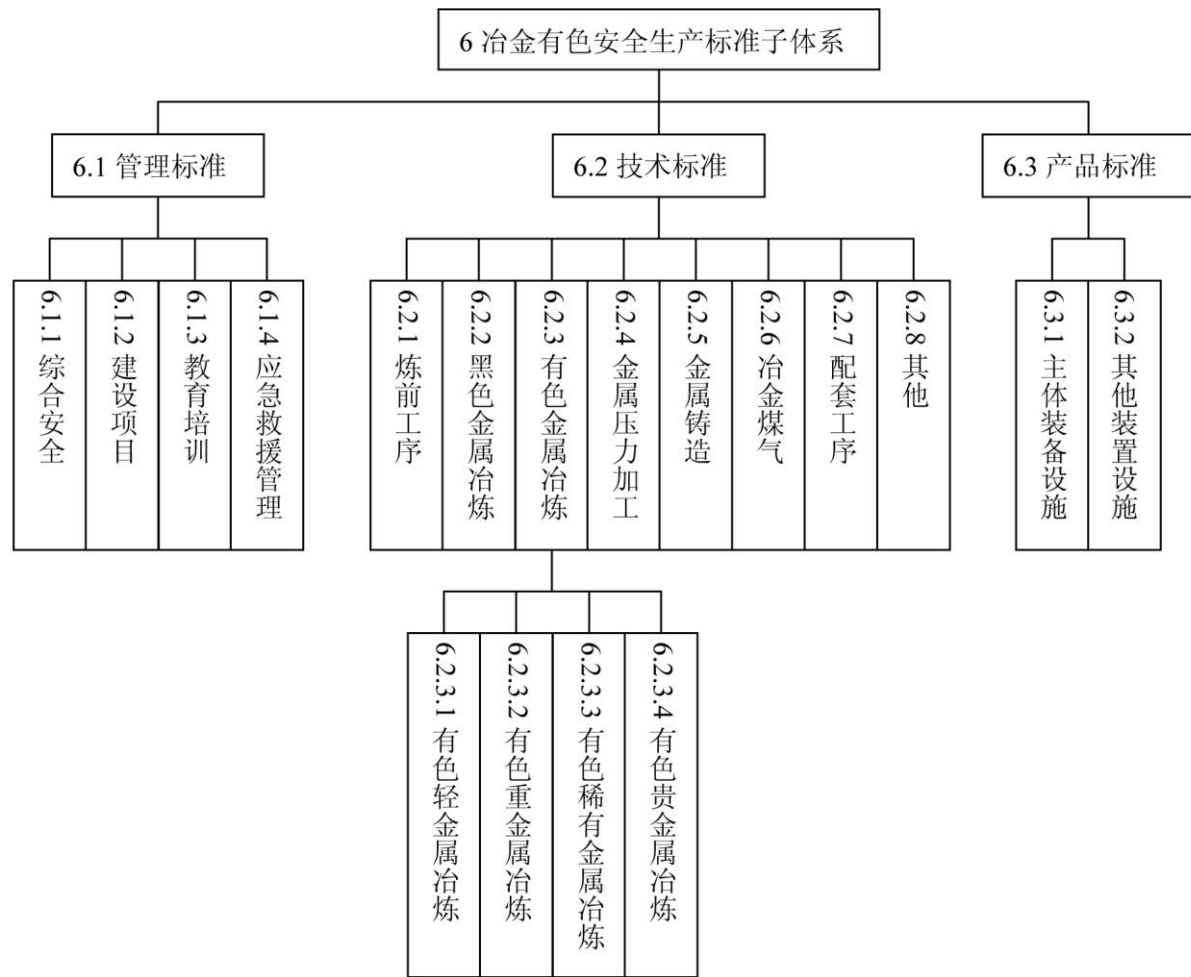 6 冶金有色安全生产标准子体系
6.1 管理标准
6.2 技术标准
6.3 产品标准
6.1.1 综合安全
6.1.2 建设项目
6.1.3 教育培训
6.1.4 应急救援管理
6.2.1 炼前工序
6.2.2 黑色金属冶炼
6.2.3 有色金属冶炼
6.2.4 金属压力加工
6.2.5 金属铸造
6.2.6 冶金煤气
6.2.7 配套工序
6.2.8 其他
6.3.1 主体装备设施
6.3.2 其他装置设施
6.2.3.1 有色轻金属冶炼
6.2.3.2 有色重金属冶炼
6.2.3.3 有色稀有金属冶炼
6.2.3.4 有色贵金属冶炼